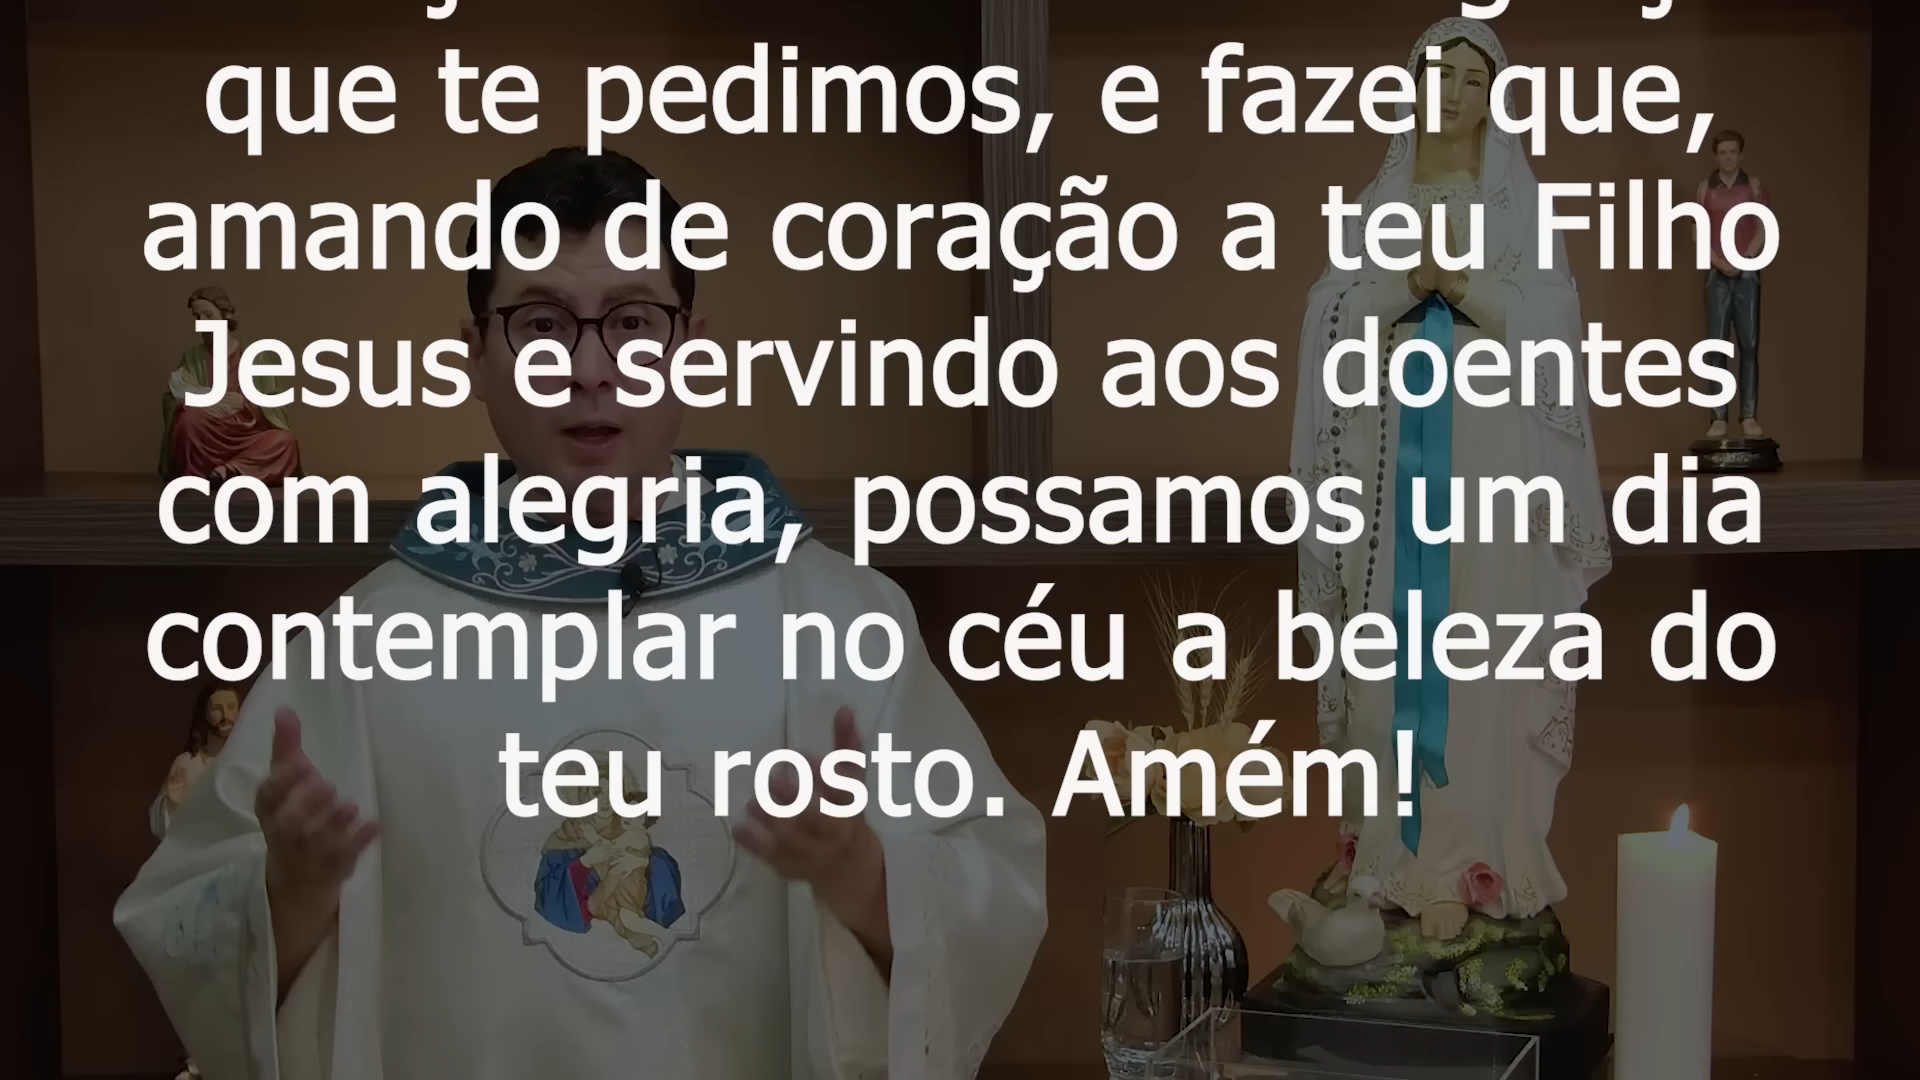 que te pedimos, e fazei que,
amando de coração a teu Filho
Jesus e servindo aos doentes
com alegria, possamos um dia
contemplar no céu a beleza do
teu rosto. Amém!